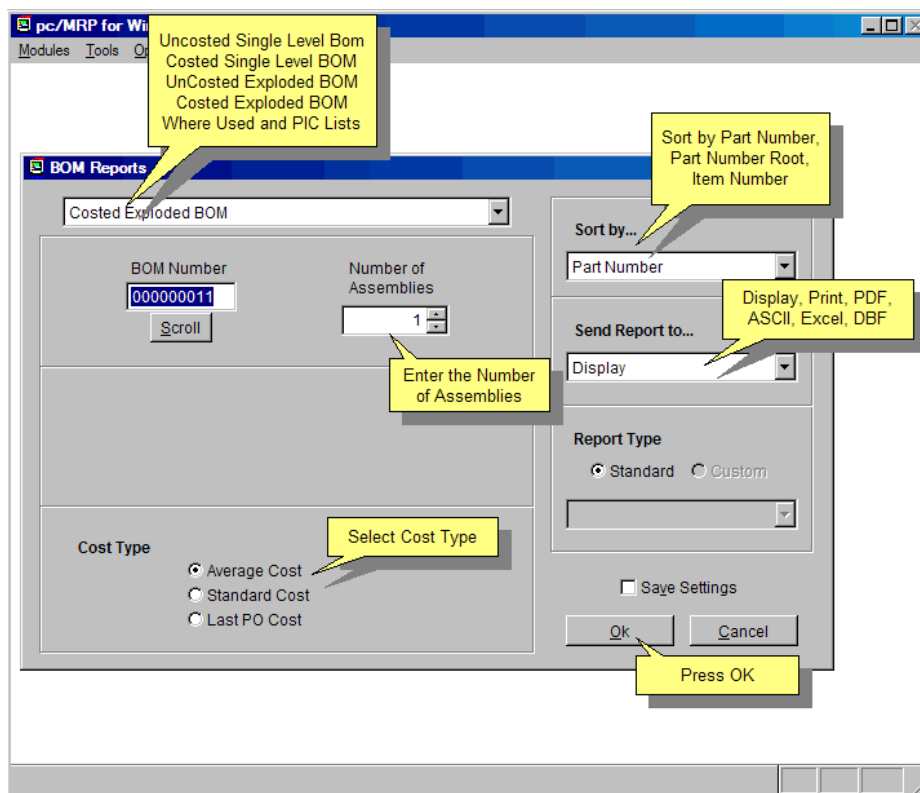 pc/MRP for Wi
Modules Tools Op
Uncosted Single Level Bom
Costed Single Level BOM
UnCosted Exploded BOM
Costed Exploded BOM
Where Used and PIC Lists
Sort by Part Number,
Part Number Root,
Item Number
BOM Reports
Costed Exploded BOM
Sort by...
Part Number
BOM Number
Number of
Assemblies
000000011
1
Scroll
Display, Print, PDF,
ASCII, Excel, DBF
Send Report to...
Display
Enter the Number
of Assemblies
Report Type
Standard Custom
Select Cost Type
Cost Type
Average Cost
Standard Cost
Last PO Cost
Save Settings
Ok Cancel
Press OK